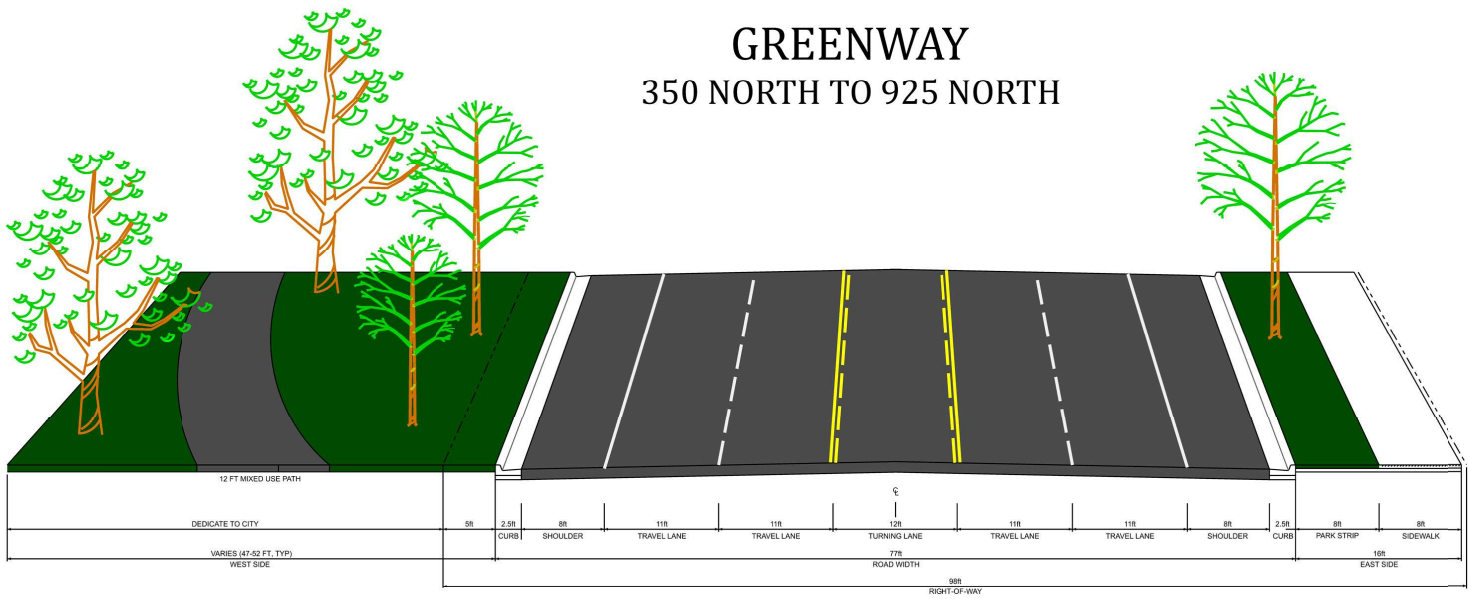 GREENWAY
350 NORTH TO 925 NORTH
12 FT MIXED USE PATH
℄
DEDICATE TO CITY 5ft 2.5ft 8ft 11ft 11ft 12ft 11ft 11ft 8ft 2.5ft 8ft 8ft
CURB SHOULDER TRAVEL LANE TRAVEL LANE TURNING LANE TRAVEL LANE TRAVEL LANE SHOULDER CURB PARK STRIP SIDEWALK
VARIES (47-52 FT, TYP) 77ft 16ft
WEST SIDE ROAD WIDTH EAST SIDE
98ft
RIGHT-OF-WAY